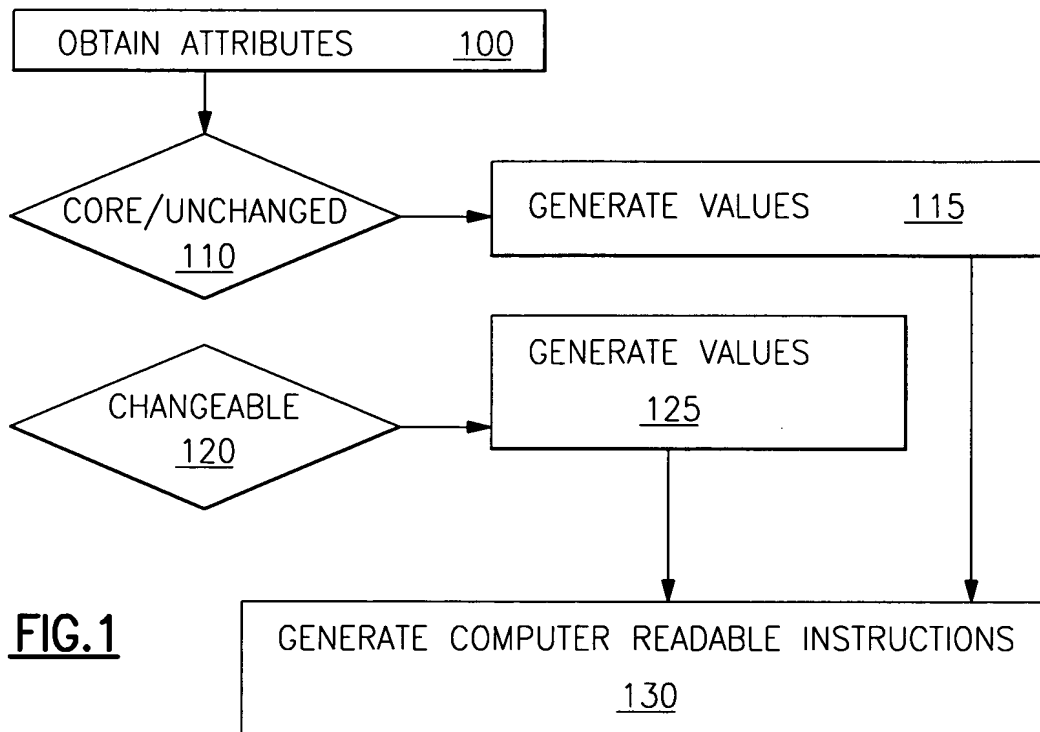 OBTAIN ATTRIBUTES 100
CORE/UNCHANGED
110
GENERATE VALUES 115
CHANGEABLE
120
GENERATE VALUES
125
FIG.1
GENERATE COMPUTER READABLE INSTRUCTIONS
130